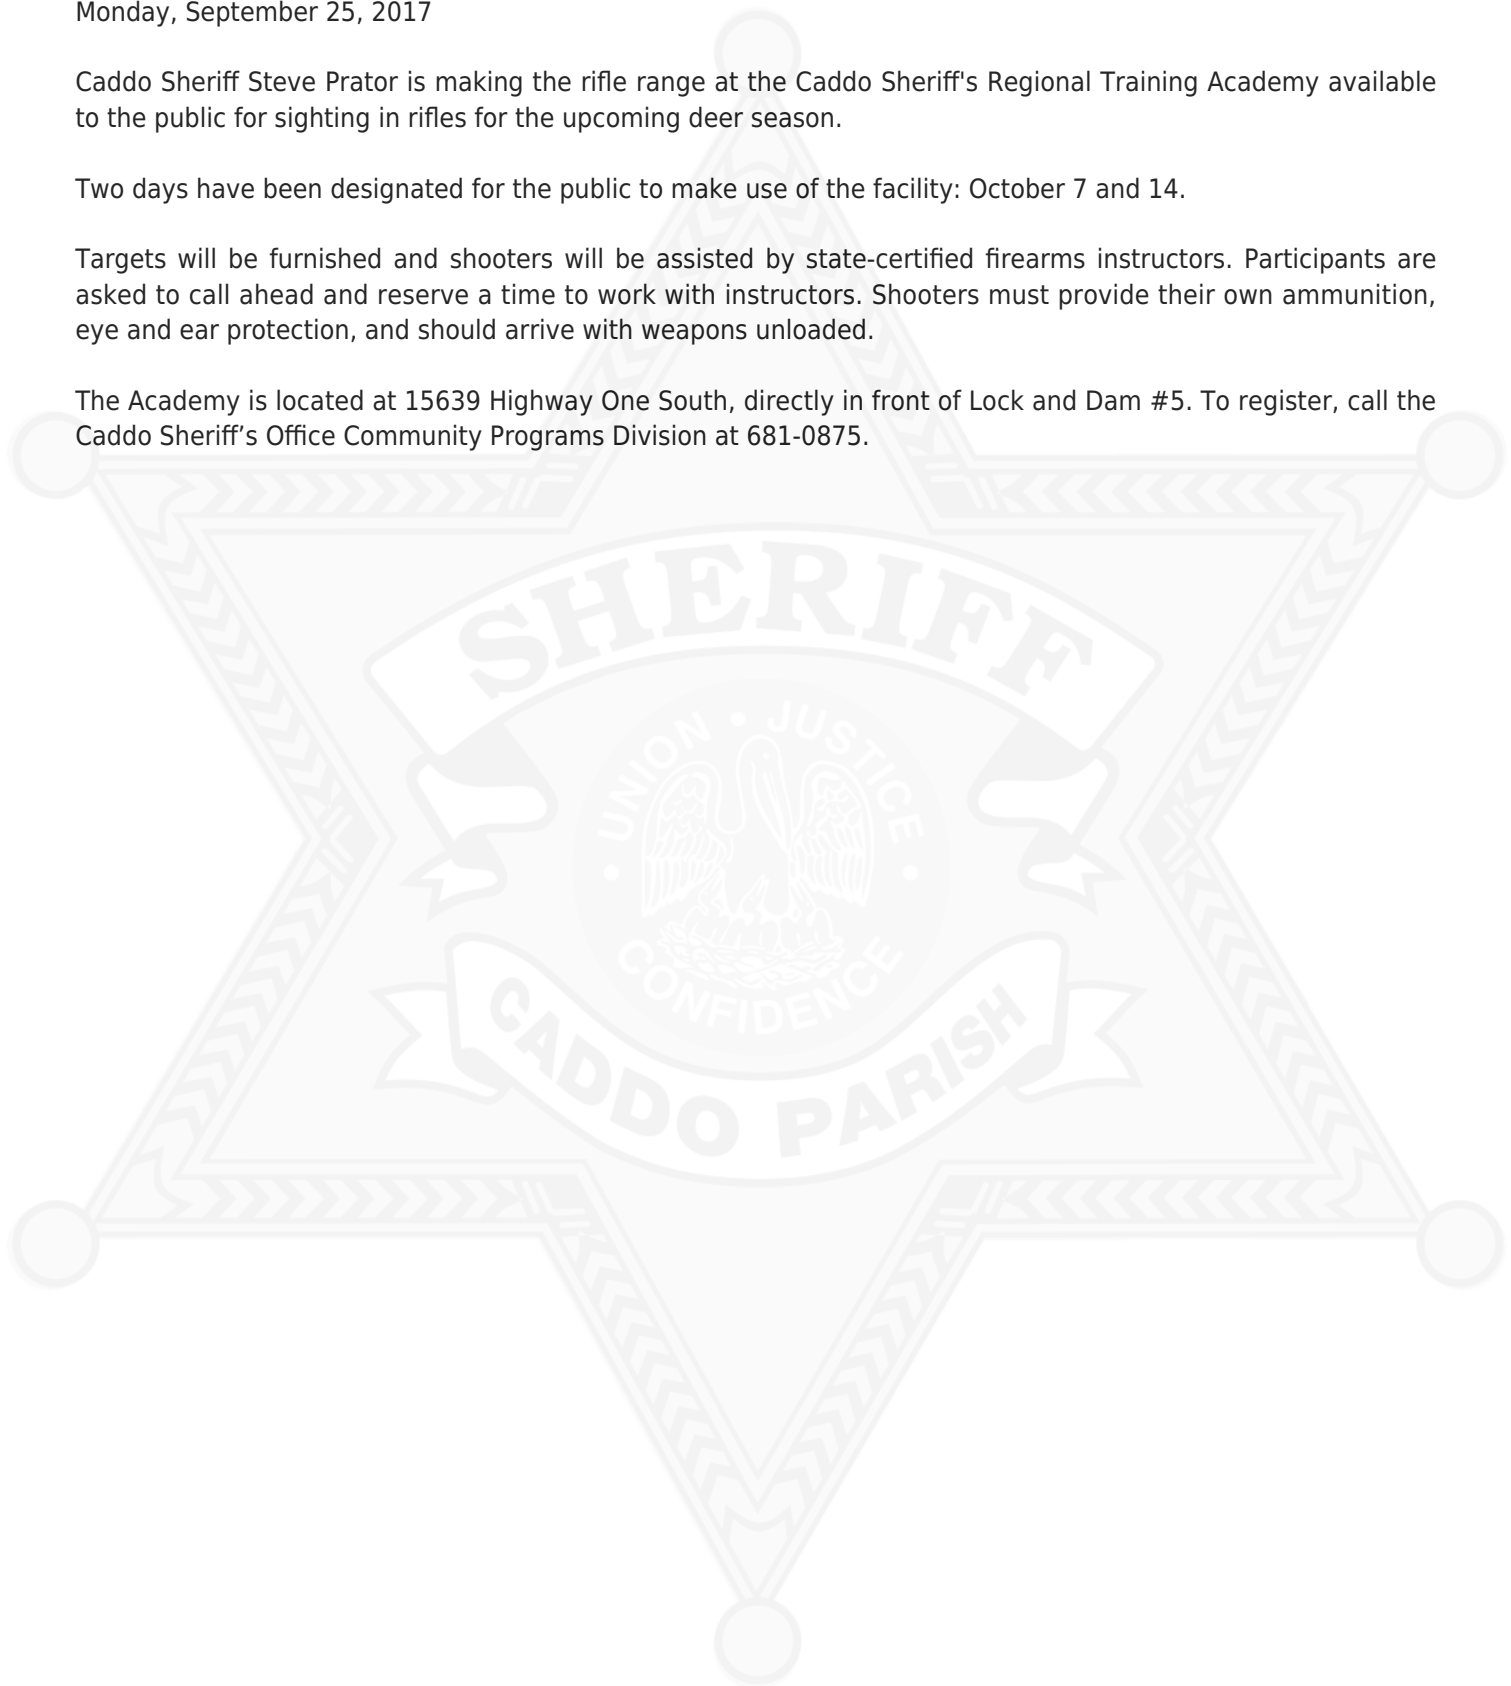 Monday, September 25, 2017
Caddo Sheriff Steve Prator is making the rifle range at the Caddo Sheriff's Regional Training Academy available
to the public for sighting in rifles for the upcoming deer season.
Two days have been designated for the public to make use of the facility: October 7 and 14.
Targets will be furnished and shooters will be assisted by state-certified firearms instructors. Participants are
asked to call ahead and reserve a time to work with instructors. Shooters must provide their own ammunition,
eye and ear protection, and should arrive with weapons unloaded.
The Academy is located at 15639 Highway One South, directly in front of Lock and Dam #5. To register, call the
Caddo Sheriff’s Office Community Programs Division at 681-0875.
SHERIFF
UNION • JUSTICE
• CONFIDENCE •
CADDO PARISH